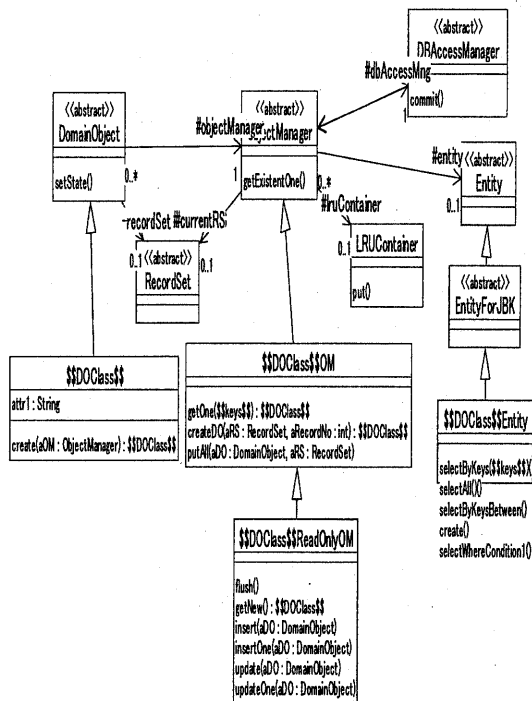 <<abstract>>
DBAccessManager
commit()
#dbAccessMng
1
<<abstract>>
DomainObject
setState()
0..*
#objectManager
1
<<abstract>>
getExistentOne()
0..*
#entity
0..1
<<abstract>>
Entity
-recordSet
#currentRS
0..1
0..1
<<abstract>>
RecordSet
#lruContainer
0..1
LRUContainer
put()
<<abstract>>
EntityForJBK
$$DOClass$$
attr1 : String
create(aOM : ObjectManager) : $$DOClass$$
$$DOClass$$OM
getOne($$keys$$) : $$DOClass$$
createDO(aRS : RecordSet, aRecordNo : int) : $$DOClass$$
putAll(aDO : DomainObject, aRS : RecordSet)
$$DOClass$$Entity
selectByKeys($$keys$$)(
selectAll()()
selectByKeysBetween()
create()
selectWhereCondition1()
$$DOClass$$ReadOnlyOM
flush()
getNew() : $$DOClass$$
insert(aDO : DomainObject)
insertOne(aDO : DomainObject)
update(aDO : DomainObject)
updateOne(aDO : DomainObject)